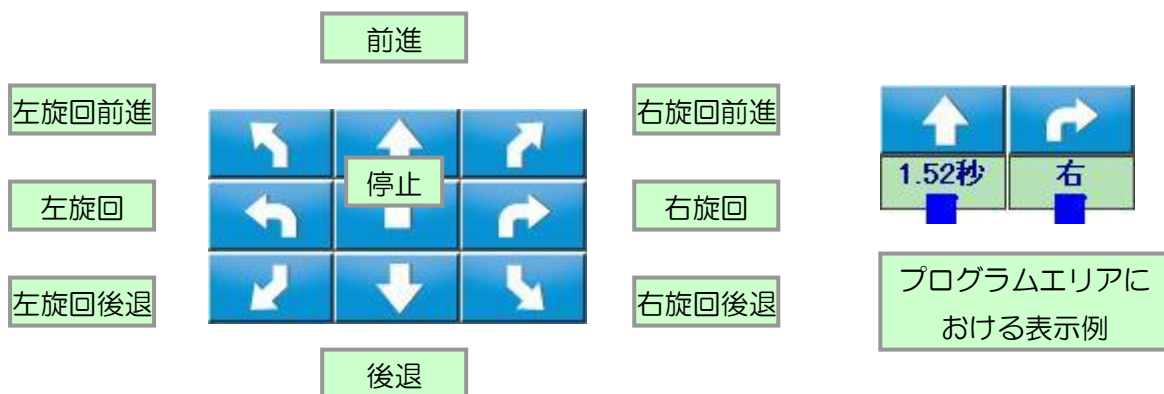 前進
左旋回前進
右旋回前進
停止
1.52秒
右
左旋回
右旋回
左旋回後退
右旋回後退
プログラムエリアに
おける表示例
後退